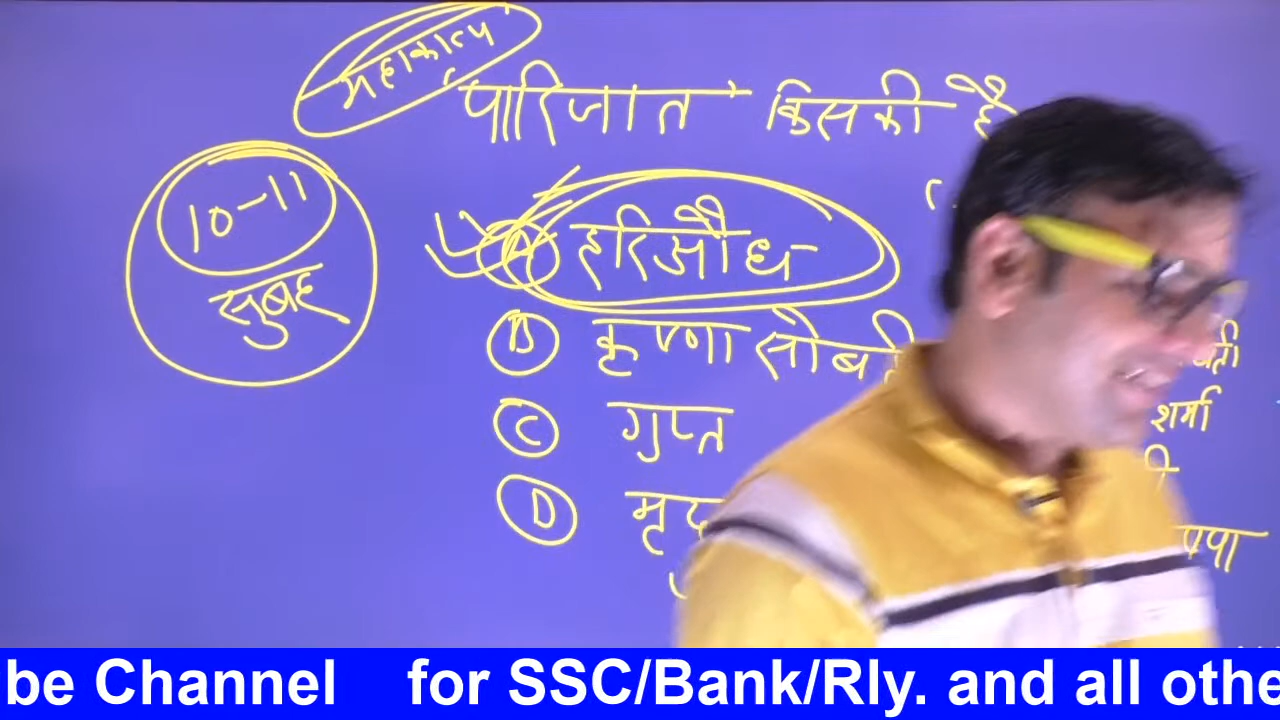 महाकाव्य
"पारिजात" किसकी है
10-11
सुबह
A हरिऔध
B कृष्णा सोबती
C गुप्त
शर्मा
D
be Channel for SSC/Bank/Rly. and all othe